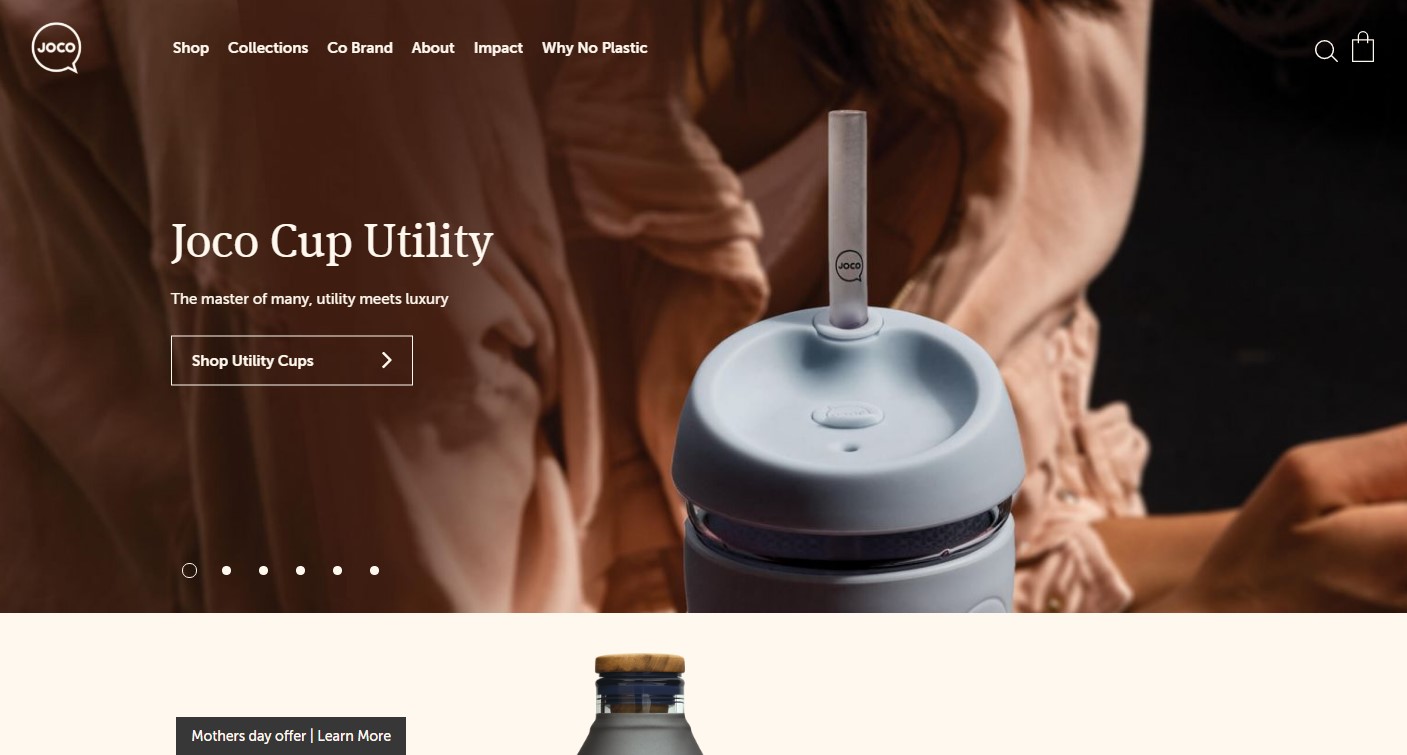 JOCO
Shop
Collections
Co Brand
About
Impact
Why No Plastic
Joco Cup Utility
The master of many, utility meets luxury
Shop Utility Cups
JOCO
Mothers day offer | Learn More